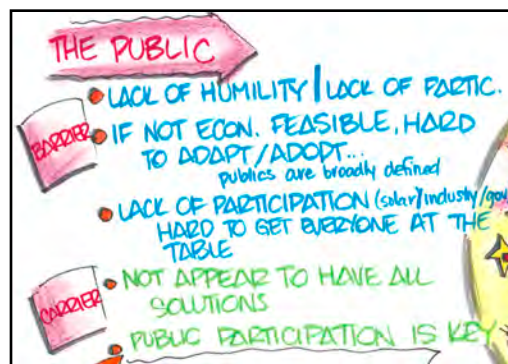 THE PUBLIC
LACK OF HUMILITY / LACK OF PARTIC.
BARRIER
IF NOT ECON. FEASIBLE, HARD
TO ADAPT/ADOPT...
publics are broadly defined
LACK OF PARTICIPATION (solar/industry/gov
HARD TO GET EVERYONE AT THE
TABLE
CARRIER
NOT APPEAR TO HAVE ALL
SOLUTIONS
PUBLIC PARTICIPATION IS KEY